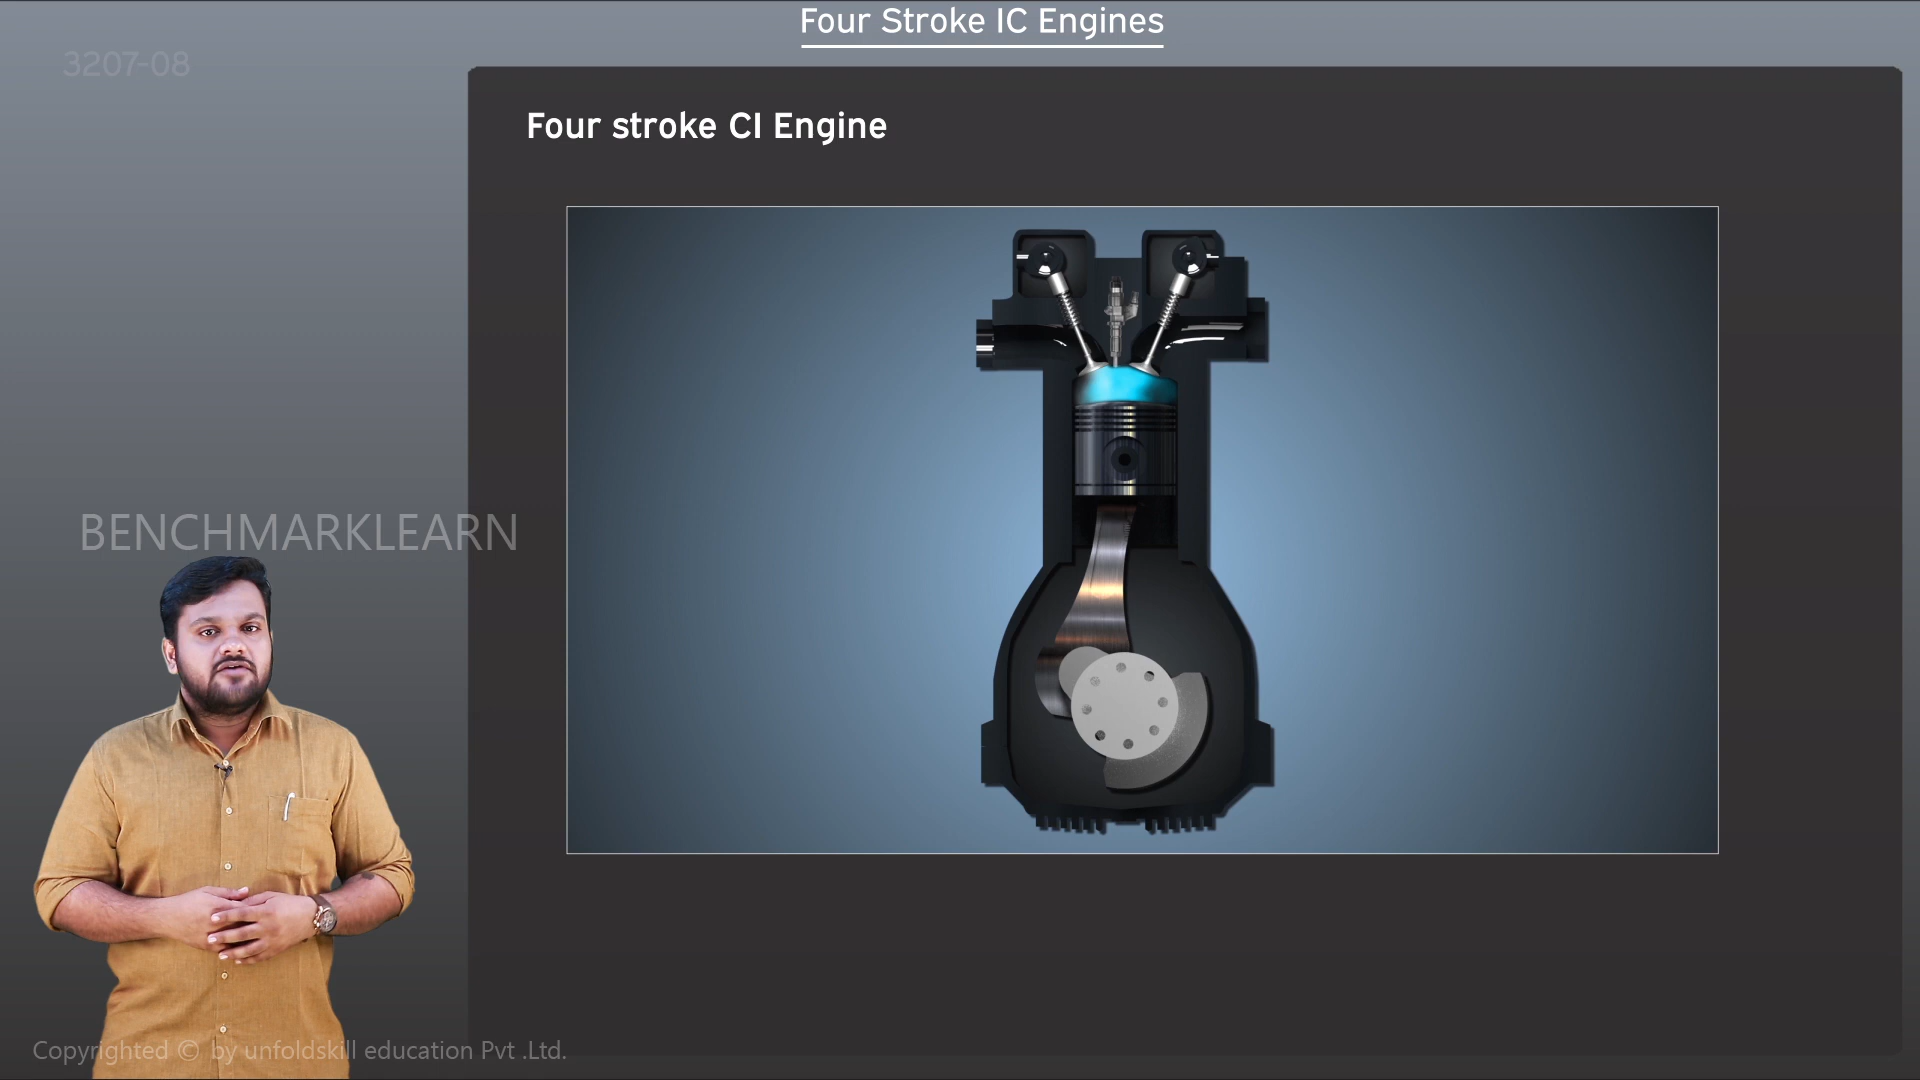 Four Stroke IC Engines
3207-08
Four stroke CI Engine
BENCHMARKLEARN
Copyrighted © by unfoldskill education Pvt .Ltd.